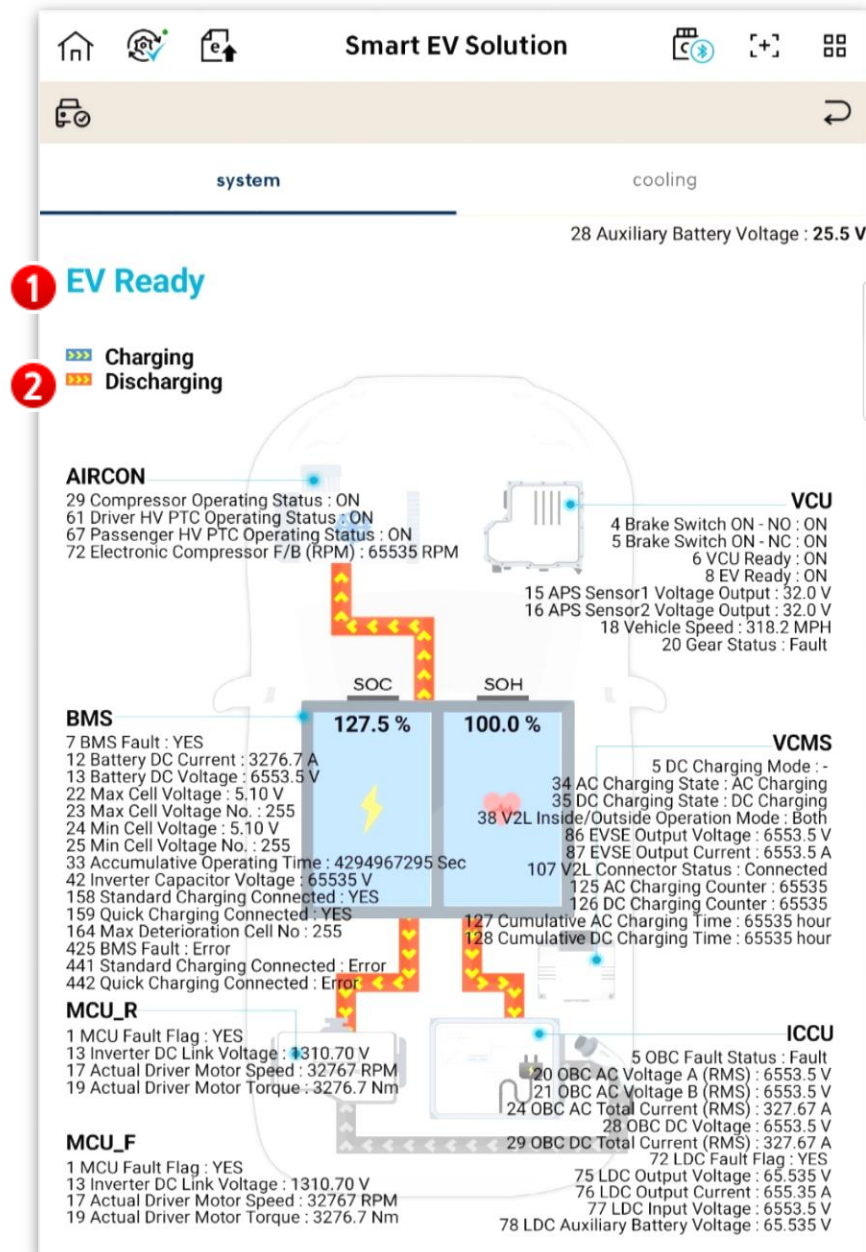 Smart EV Solution
system
cooling
28 Auxiliary Battery Voltage : 25.5 V
1 EV Ready
Charging
2 Discharging
AIRCON
29 Compressor Operating Status : ON
61 Driver HV PTC Operating Status : ON
67 Passenger HV PTC Operating Status : ON
72 Electronic Compressor F/B (RPM) : 65535 RPM
VCU
4 Brake Switch ON - NO : ON
5 Brake Switch ON - NC : ON
6 VCU Ready : ON
8 EV Ready : ON
15 APS Sensor1 Voltage Output : 32.0 V
16 APS Sensor2 Voltage Output : 32.0 V
18 Vehicle Speed : 318.2 MPH
20 Gear Status : Fault
SOC
SOH
127.5 %
100.0 %
BMS
7 BMS Fault : YES
12 Battery DC Current : 3276.7 A
13 Battery DC Voltage : 6553.5 V
22 Max Cell Voltage : 5.10 V
23 Max Cell Voltage No. : 255
24 Min Cell Voltage : 5.10 V
25 Min Cell Voltage No. : 255
33 Accumulative Operating Time : 4294967295 Sec
42 Inverter Capacitor Voltage : 65535 V
158 Standard Charging Connected : YES
159 Quick Charging Connected : YES
164 Max Deterioration Cell No : 255
425 BMS Fault : Error
441 Standard Charging Connected : Error
442 Quick Charging Connected : Error
VCMS
5 DC Charging Mode : -
34 AC Charging State : AC Charging
35 DC Charging State : DC Charging
38 V2L Inside/Outside Operation Mode : Both
86 EVSE Output Voltage : 6553.5 V
87 EVSE Output Current : 6553.5 A
107 V2L Connector Status : Connected
125 AC Charging Counter : 65535
126 DC Charging Counter : 65535
127 Cumulative AC Charging Time : 65535 hour
128 Cumulative DC Charging Time : 65535 hour
MCU_R
1 MCU Fault Flag : YES
13 Inverter DC Link Voltage : 1310.70 V
17 Actual Driver Motor Speed : 32767 RPM
19 Actual Driver Motor Torque : 3276.7 Nm
MCU_F
1 MCU Fault Flag : YES
13 Inverter DC Link Voltage : 1310.70 V
17 Actual Driver Motor Speed : 32767 RPM
19 Actual Driver Motor Torque : 3276.7 Nm
ICCU
5 OBC Fault Status : Fault
20 OBC AC Voltage A (RMS) : 6553.5 V
21 OBC AC Voltage B (RMS) : 6553.5 V
24 OBC AC Total Current (RMS) : 327.67 A
28 OBC DC Voltage : 6553.5 V
29 OBC DC Total Current (RMS) : 327.67 A
72 LDC Fault Flag : YES
75 LDC Output Voltage : 65.535 V
76 LDC Output Current : 655.35 A
77 LDC Input Voltage : 6553.5 V
78 LDC Auxiliary Battery Voltage : 65.535 V